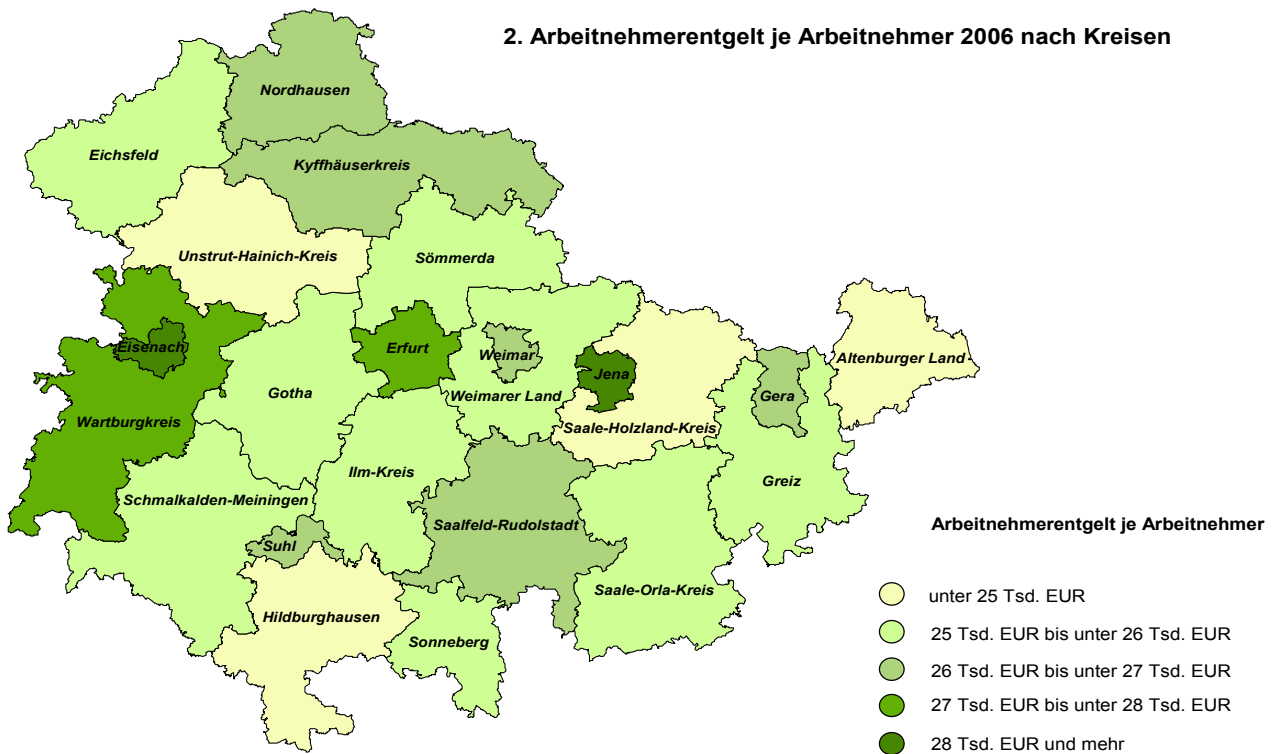 2. Arbeitnehmerentgelt je Arbeitnehmer 2006 nach Kreisen
Nordhausen
Eichsfeld
Kyffhäuserkreis
Unstrut-Hainich-Kreis
Sömmerda
Eisenach
Erfurt
Weimar
Jena
Altenburger Land
Gotha
Weimarer Land
Gera
Wartburgkreis
Saale-Holzland-Kreis
Ilm-Kreis
Greiz
Schmalkalden-Meiningen
Saalfeld-Rudolstadt
Suhl
Saale-Orla-Kreis
Hildburghausen
Sonneberg
Arbeitnehmerentgelt je Arbeitnehmer
unter 25 Tsd. EUR
25 Tsd. EUR bis unter 26 Tsd. EUR
26 Tsd. EUR bis unter 27 Tsd. EUR
27 Tsd. EUR bis unter 28 Tsd. EUR
28 Tsd. EUR und mehr